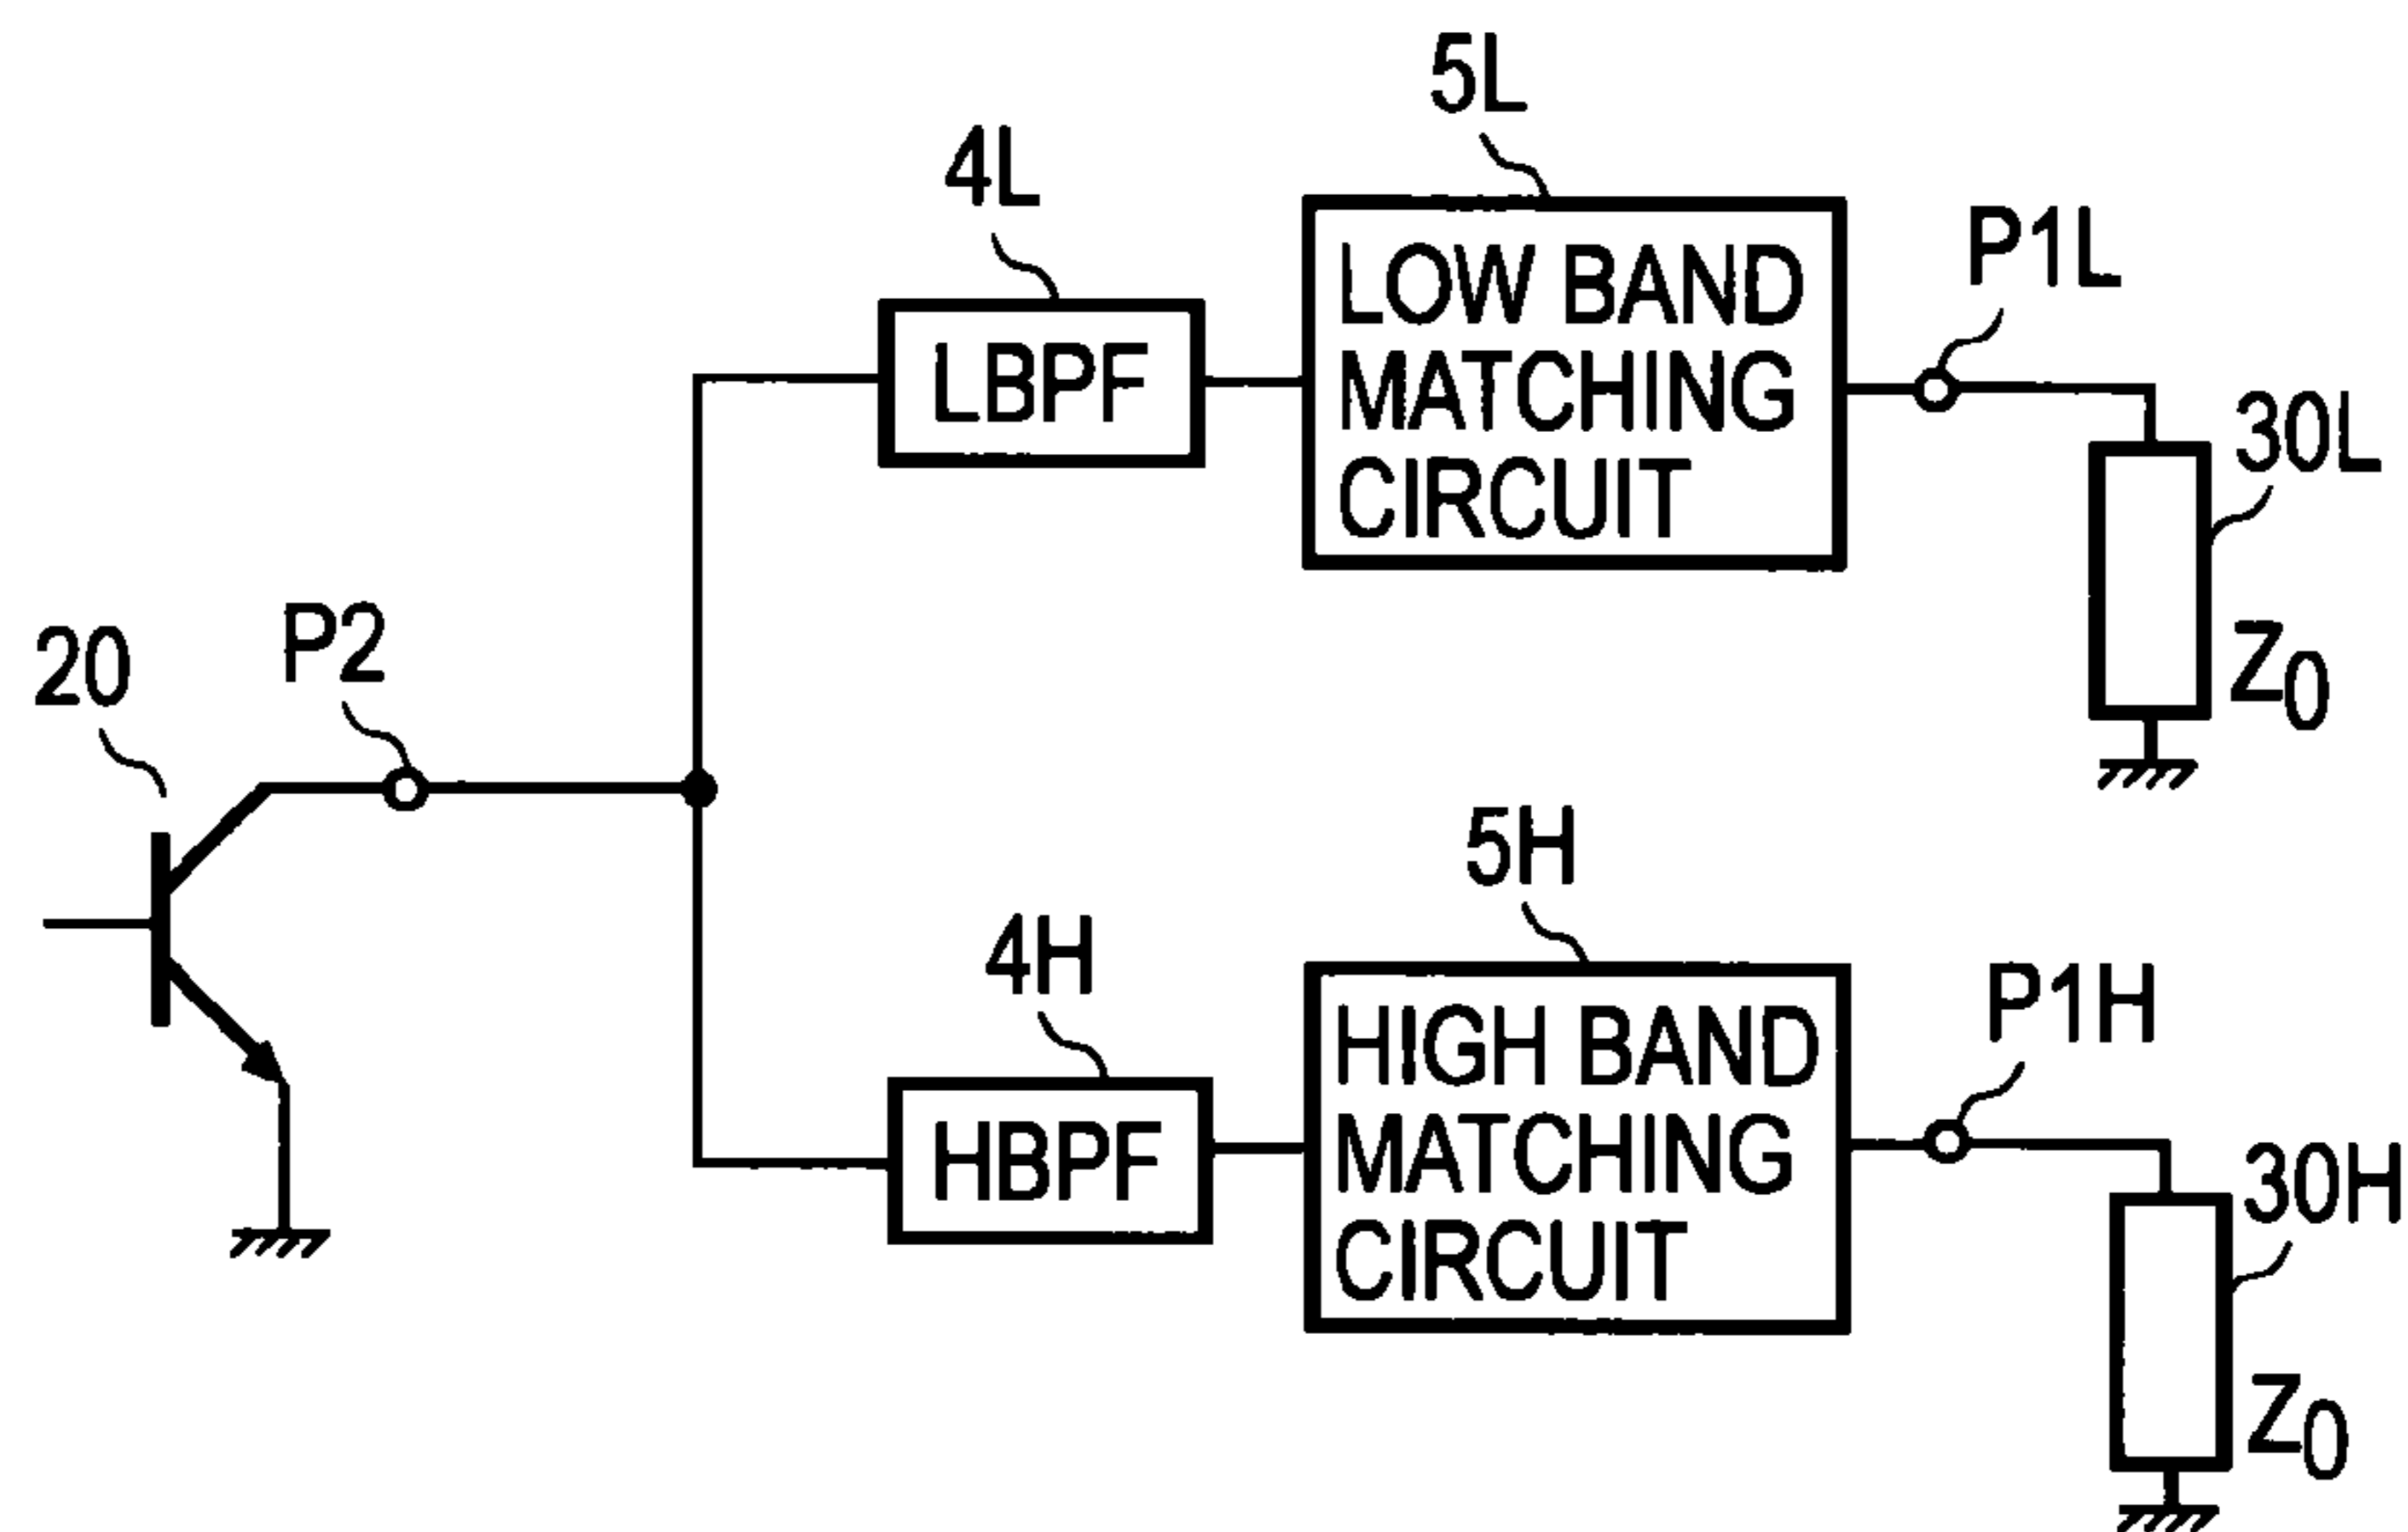 5L
4L
LOW BAND
MATCHING
CIRCUIT
P1L
LBPF
30L
Z0
20
P2
5H
4H
HIGH BAND
MATCHING
CIRCUIT
P1H
HBPF
30H
Z0